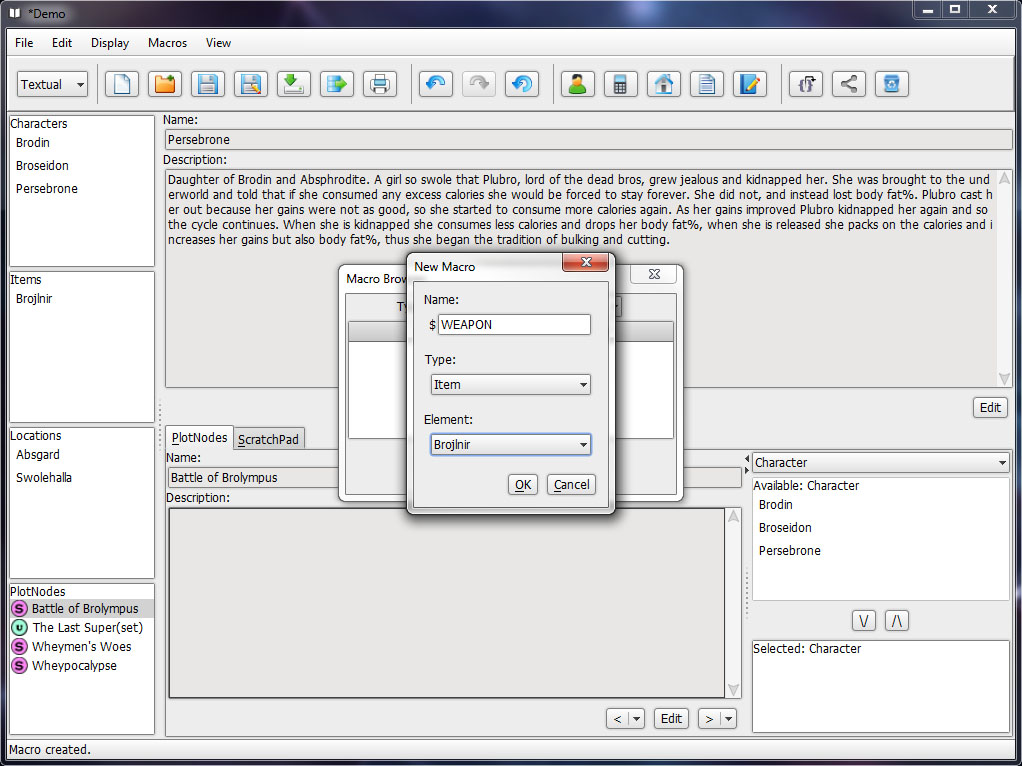 *Demo
File Edit Display Macros View
Textual
Characters
Brodin
Broseidon
Persebrone
Items
Brojlnir
Locations
Absgard
Swolehalla
PlotNodes
S Battle of Brolympus
U The Last Super(set)
S Wheymen's Woes
S Wheypocalypse
Name:
Persebrone
Description:
Daughter of Brodin and Absphrodite. A girl so swole that Plubro, lord of the dead bros, grew jealous and kidnapped her. She was brought to the und
erworld and told that if she consumed any excess calories she would be forced to stay forever. She did not, and instead lost body fat%. Plubro cast h
er out because her gains were not as good, so she started to consume more calories again. As her gains improved Plubro kidnapped her again and so
the cycle continues. When she is kidnapped she consumes less calories and drops her body fat%, when she is released she packs on the calories and i
ncreases her gains but also body fat%, thus she began the tradition of bulking and cutting.
Edit
Macro Brow
Ty
New Macro
Name:
$ WEAPON
Type:
Item
Element:
Brojlnir
OK Cancel
PlotNodes ScratchPad
Name:
Battle of Brolympus
Description:
< Edit >
Character
Available: Character
Brodin
Broseidon
Persebrone
\/ /\
Selected: Character
Macro created.